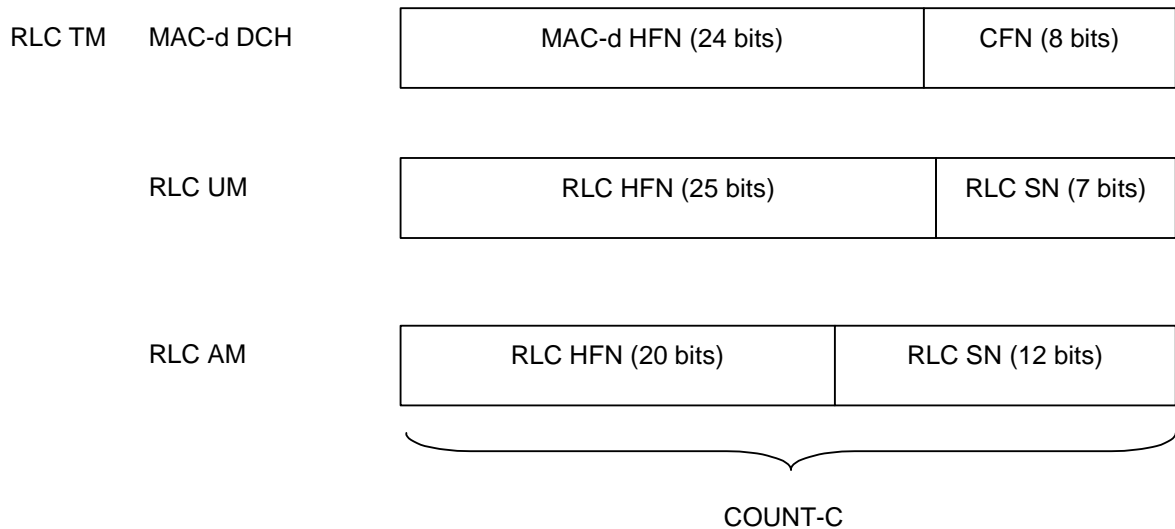 RLC TM MAC-d DCH MAC-d HFN (24 bits) CFN (8 bits)
RLC UM RLC HFN (25 bits) RLC SN (7 bits)
RLC AM RLC HFN (20 bits) RLC SN (12 bits)
COUNT-C